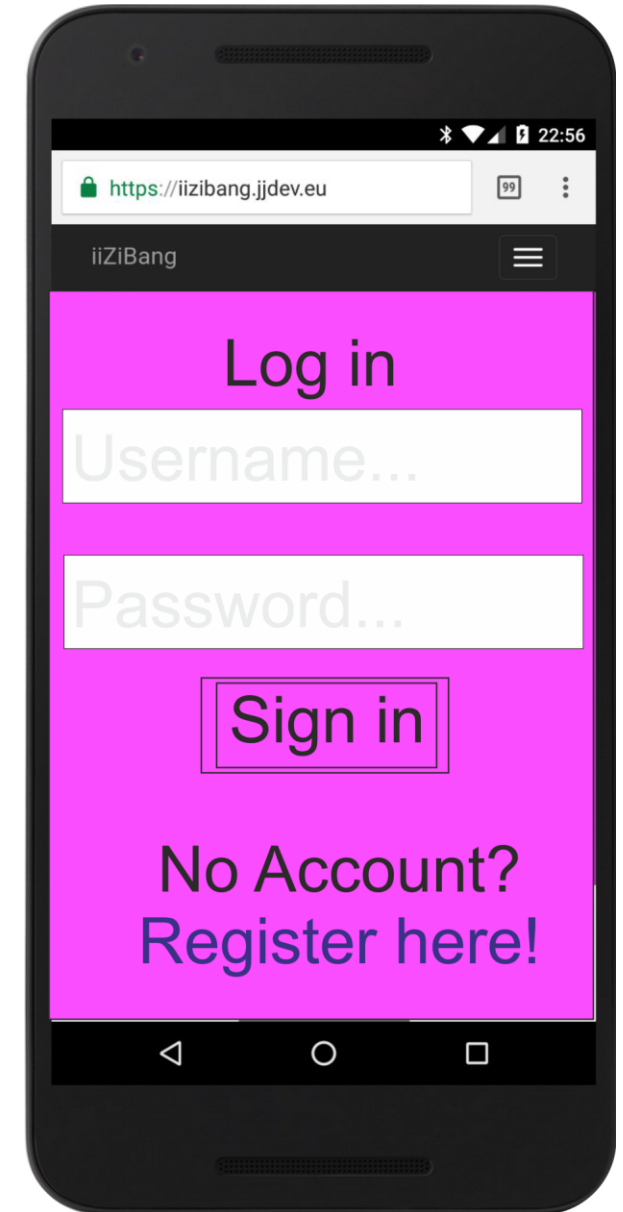 22:56
https://iizibang.jjdev.eu
99
iiZiBang
Log in
Username...
Password...
Sign in
No Account?
Register here!